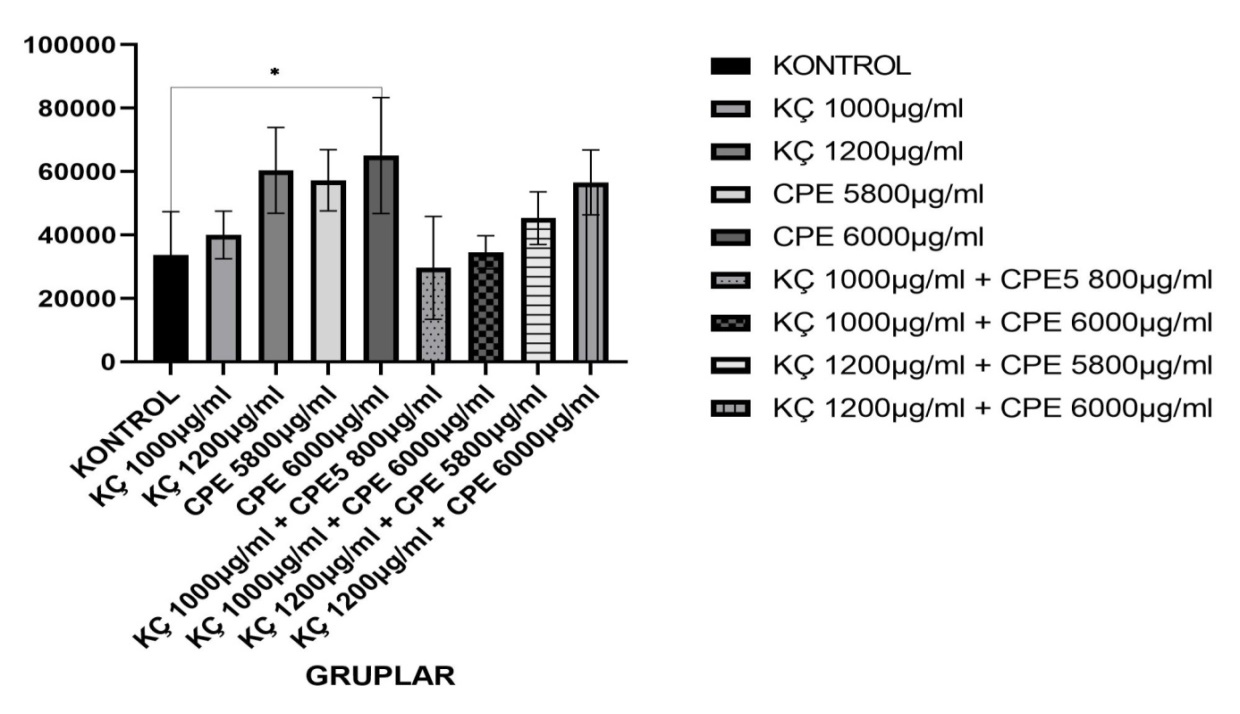 100000
80000
60000
40000
20000
0
*
KONTROL
KÇ 1000µg/ml
KÇ 1200µg/ml
CPE 5800µg/ml
CPE 6000µg/ml
KÇ 1000µg/ml + CPE5 800µg/ml
KÇ 1000µg/ml + CPE 6000µg/ml
KÇ 1200µg/ml + CPE 5800µg/ml
KÇ 1200µg/ml + CPE 6000µg/ml
GRUPLAR
KONTROL
KÇ 1000µg/ml
KÇ 1200µg/ml
CPE 5800µg/ml
CPE 6000µg/ml
KÇ 1000µg/ml + CPE5 800µg/ml
KÇ 1000µg/ml + CPE 6000µg/ml
KÇ 1200µg/ml + CPE 5800µg/ml
KÇ 1200µg/ml + CPE 6000µg/ml